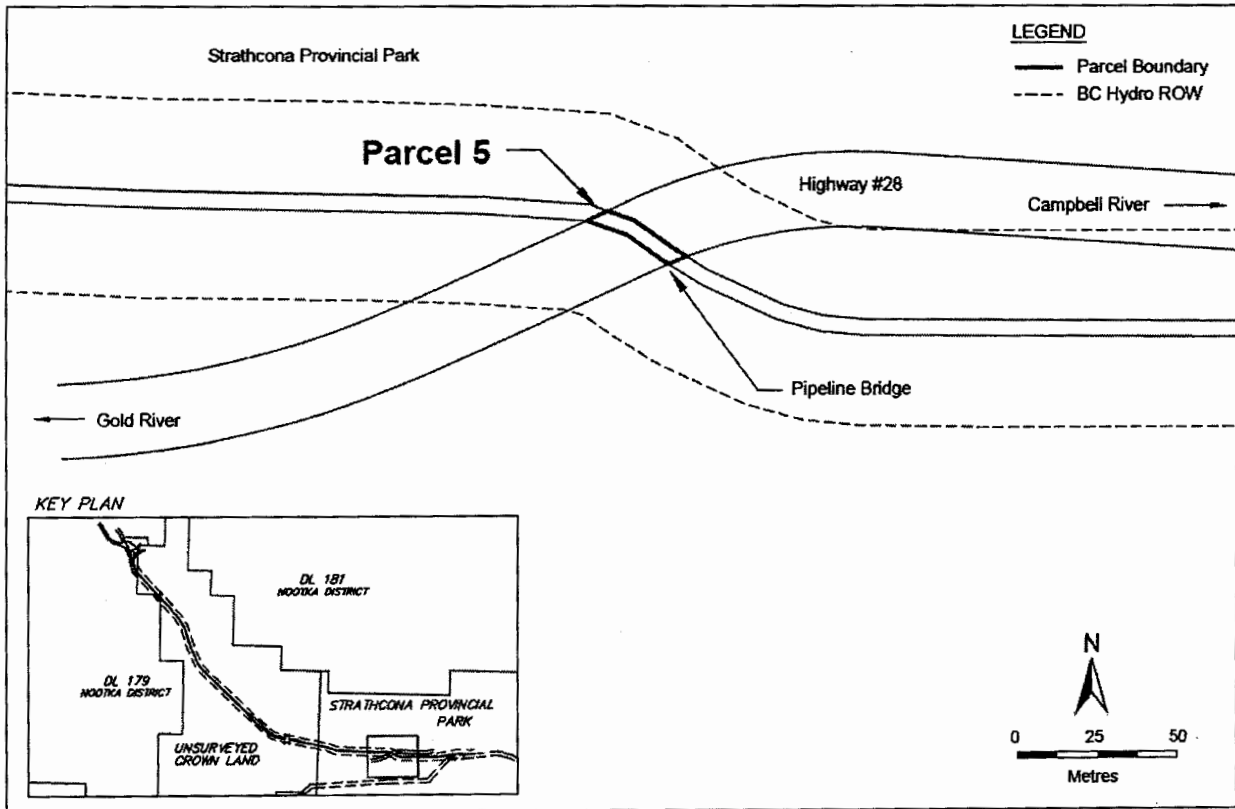 Strathcona Provincial Park
LEGEND
Parcel Boundary
BC Hydro ROW
Parcel 5
Highway #28
Campbell River
Pipeline Bridge
Gold River
KEY PLAN
DL 181
NOOTKA DISTRICT
DL 179
NOOTKA DISTRICT
STRATHCONA PROVINCIAL
PARK
UNSURVEYED
CROWN LAND
N
0 25 50
Metres